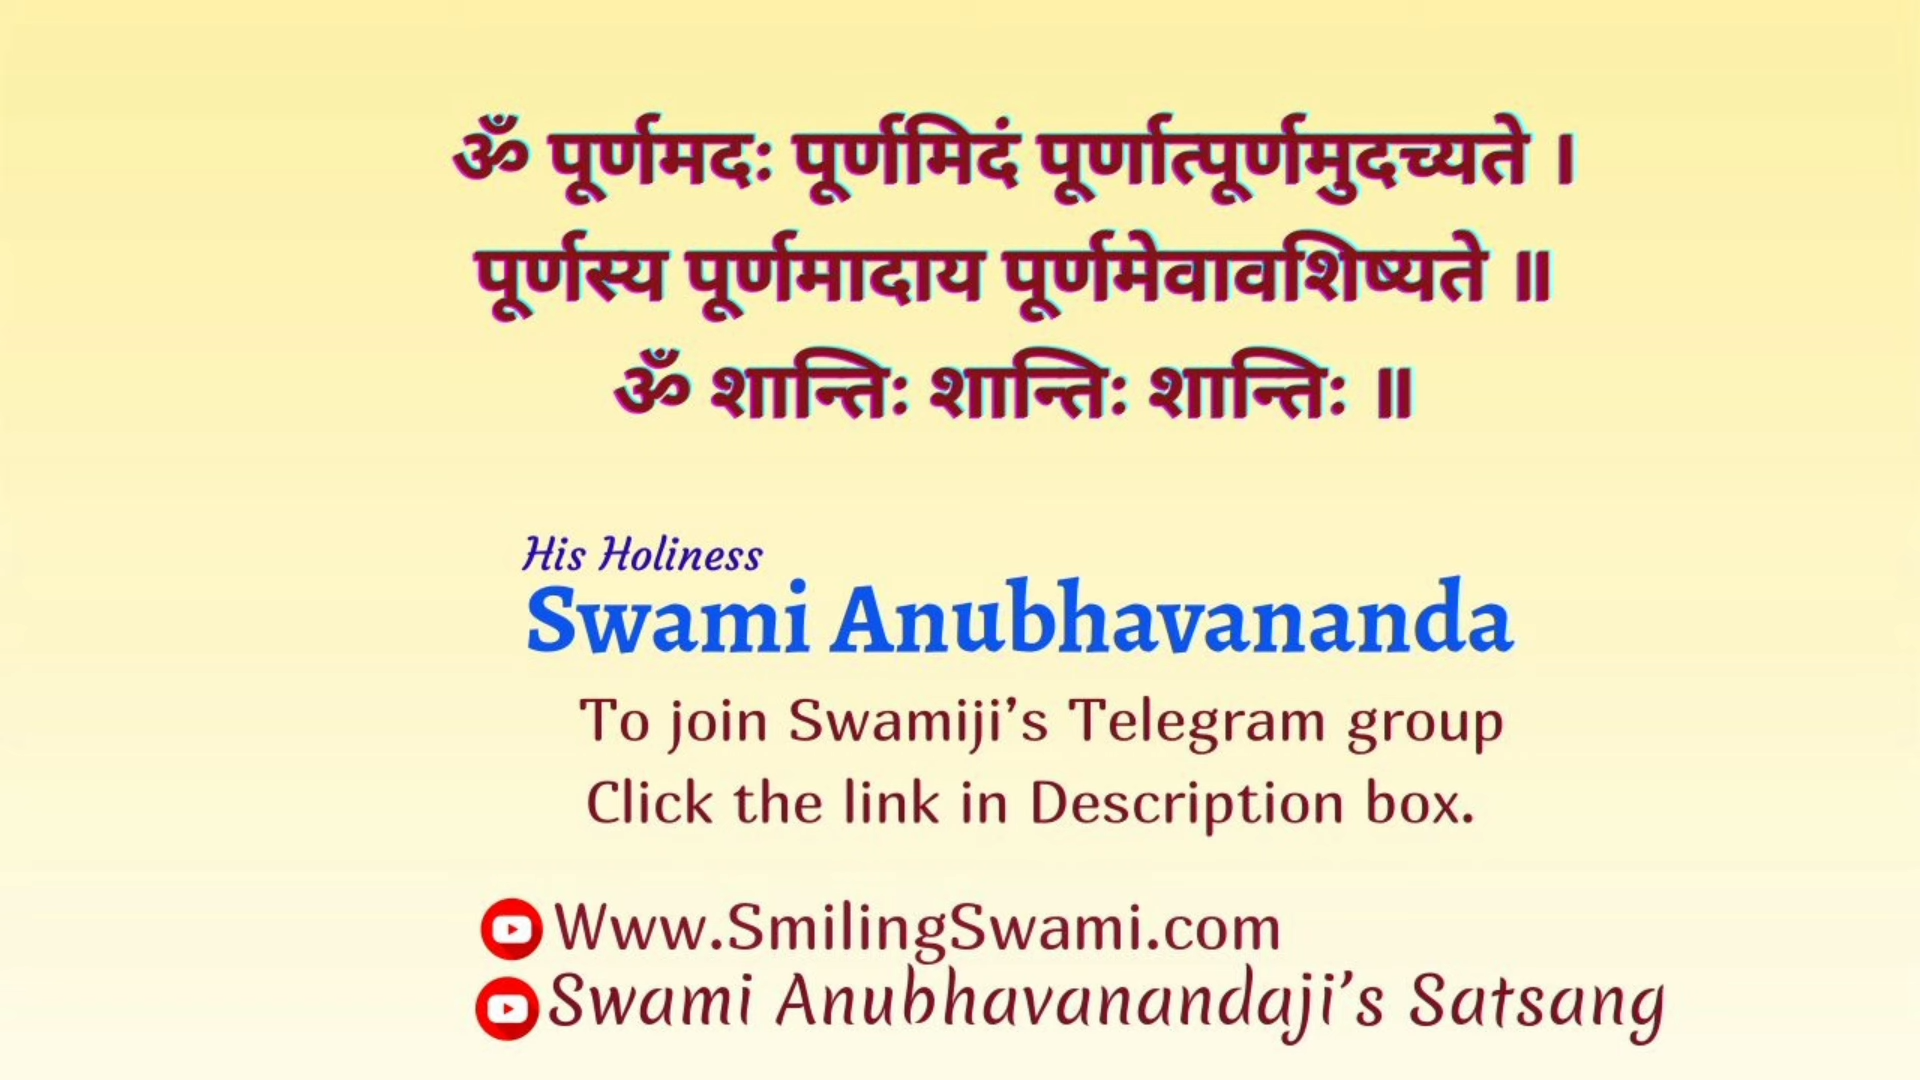 ॐ पूर्णमदः पूर्णमिदं पूर्णात्पूर्णमुदच्यते ।
पूर्णस्य पूर्णमादाय पूर्णमेवावशिष्यते ॥
ॐ शान्तिः शान्तिः शान्तिः ॥
His Holiness
Swami Anubhavananda
To join Swamiji’s Telegram group
Click the link in Description box.
Www.SmilingSwami.com
Swami Anubhavanandaji’s Satsang